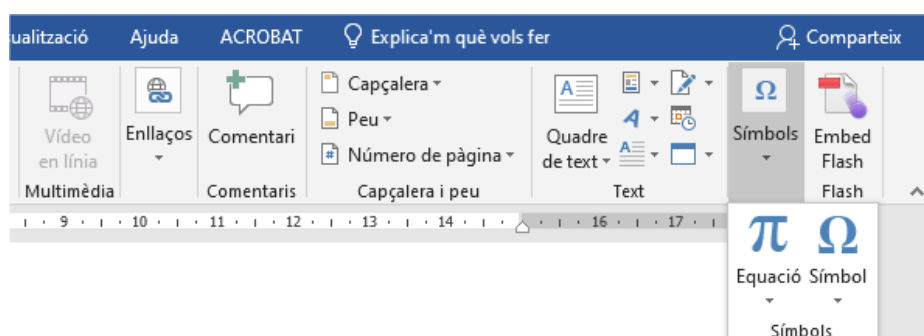 ualització Ajuda ACROBAT Explica'm què vols fer Comparteix
Capçalera
Peu
Vídeo
en línia
Enllaços
Comentari
Número de pàgina
Quadre
de text
Símbols
Embed
Flash
Multimèdia Comentaris Capçalera i peu Text Flash
9 10 11 12 13 14 16 17
Equació Símbol
Símbols